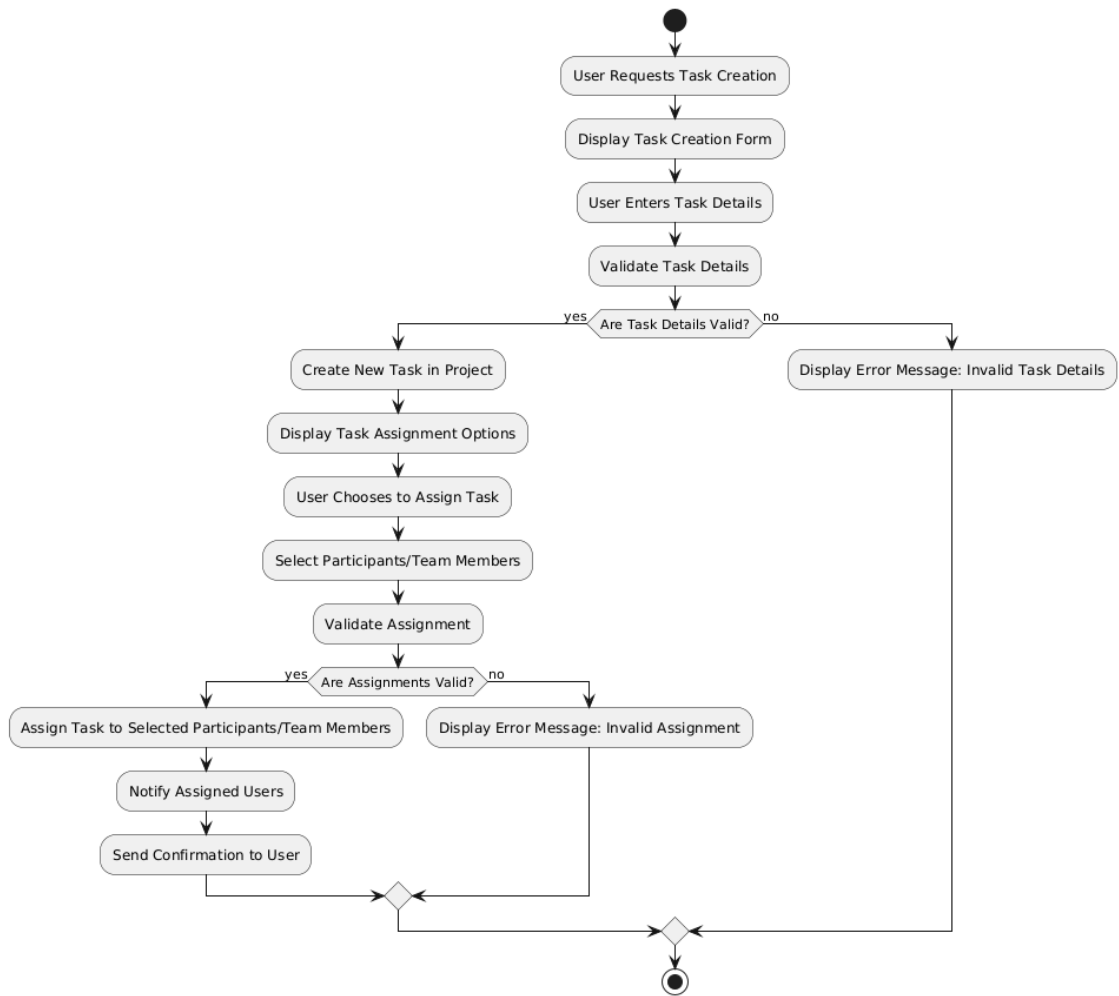 User Requests Task Creation
Display Task Creation Form
User Enters Task Details
Validate Task Details
yes
Are Task Details Valid?
no
Create New Task in Project
Display Error Message: Invalid Task Details
Display Task Assignment Options
User Chooses to Assign Task
Select Participants/Team Members
Validate Assignment
yes
Are Assignments Valid?
no
Assign Task to Selected Participants/Team Members
Display Error Message: Invalid Assignment
Notify Assigned Users
Send Confirmation to User